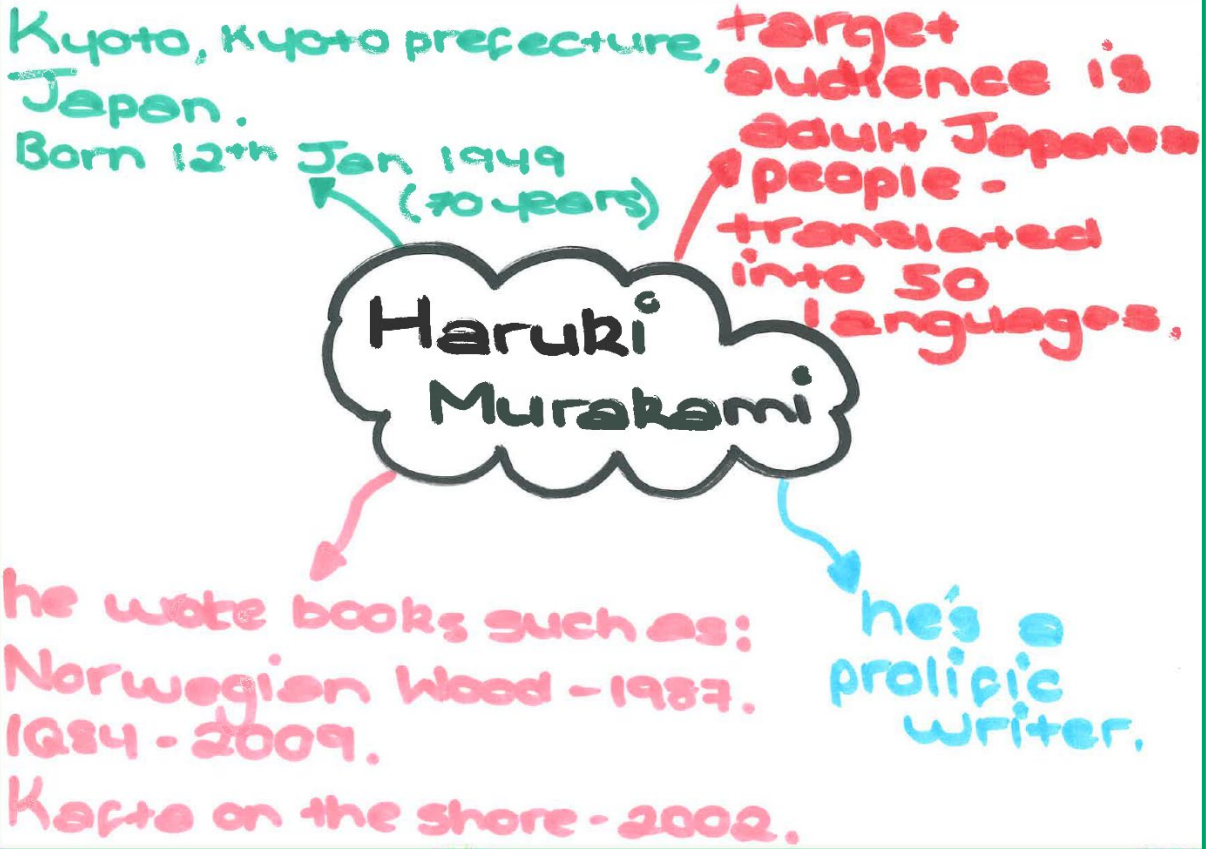 Kyoto, Kyoto prefecture,
Japan.
Born 12th Jan 1949
(70 years)
target
audience is
adult Japanese
people -
translated
into 50
languages.
Haruki
Murakami
he wote books such as:
Norwegian Wood - 1987.
1Q84 - 2009.
Kafta on the shore - 2002.
he's a
prolific
writer.